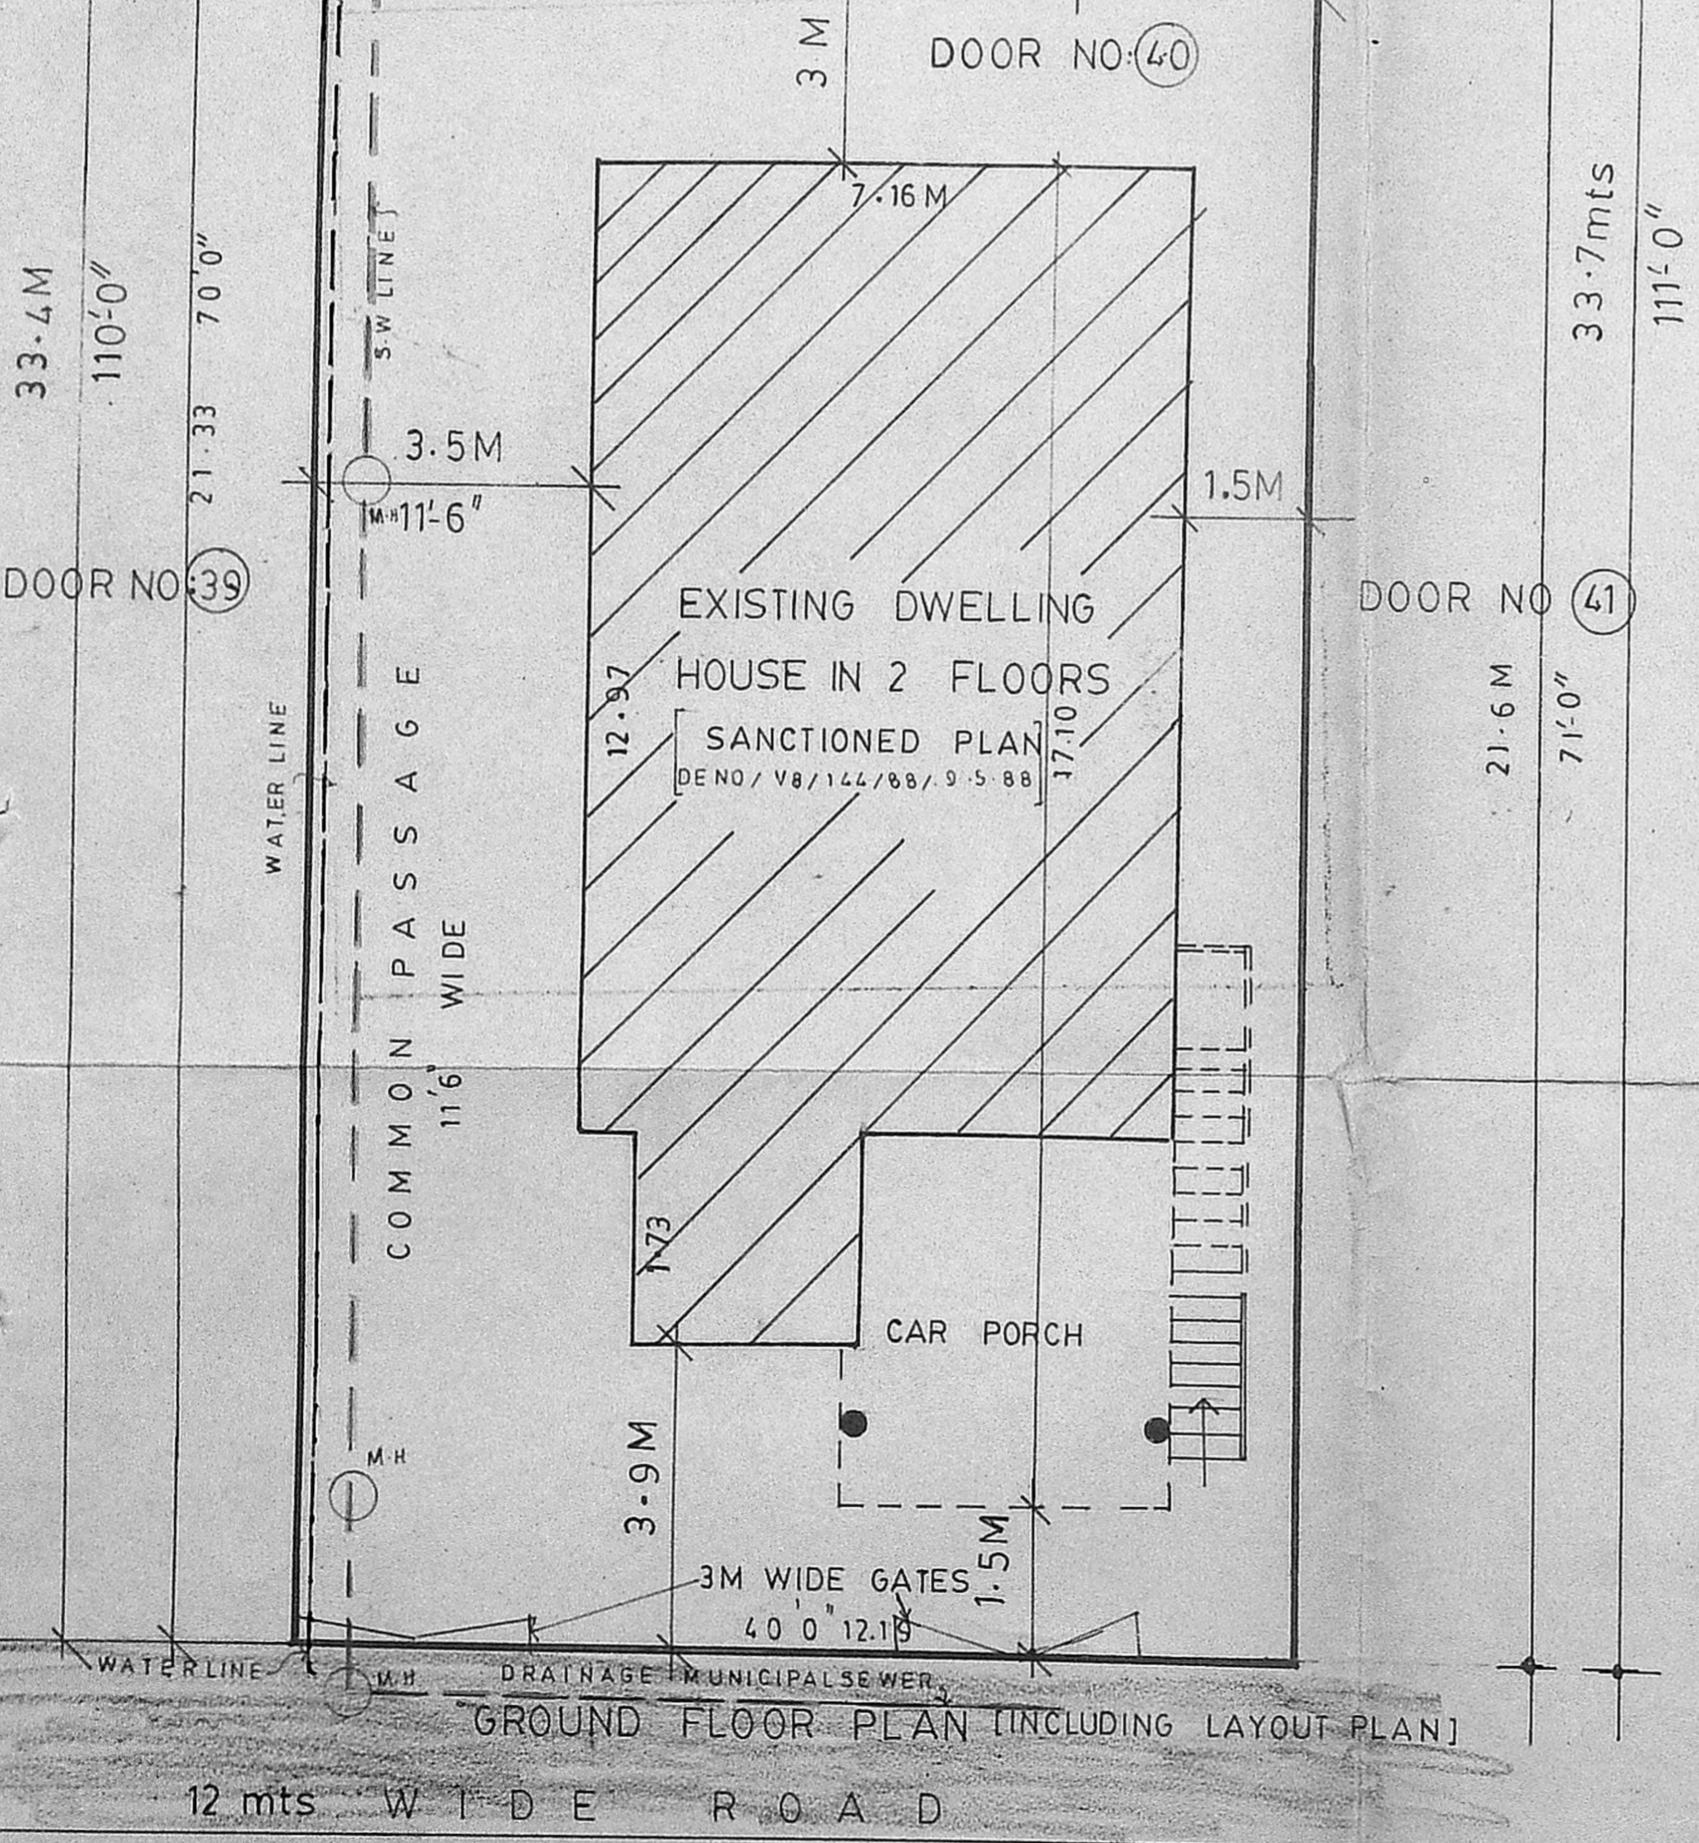 3 M
DOOR NO: 40
7.16 M
33.4 M
110'-0"
21.33 70'0"
S.W LINE]
33.7mts
111'-0"
3.5M
M.H 11'-6"
1.5M
DOOR NO: 39
DOOR NO 41
EXISTING DWELLING
HOUSE IN 2 FLOORS
[SANCTIONED PLAN]
DE NO/ V8/144/88/. 9.5.88
12.97
17.10
21.6 M
71'-0"
WATER LINE
COMMON PASSAGE
11'6" WIDE
1.73
CAR PORCH
3.9 M
M.H
1.5M
3M WIDE GATES
40'0" 12.19
WATER LINE
M.H
DRAINAGE MUNICIPAL SEWER
GROUND FLOOR PLAN [INCLUDING LAYOUT PLAN]
12 mts WIDE ROAD